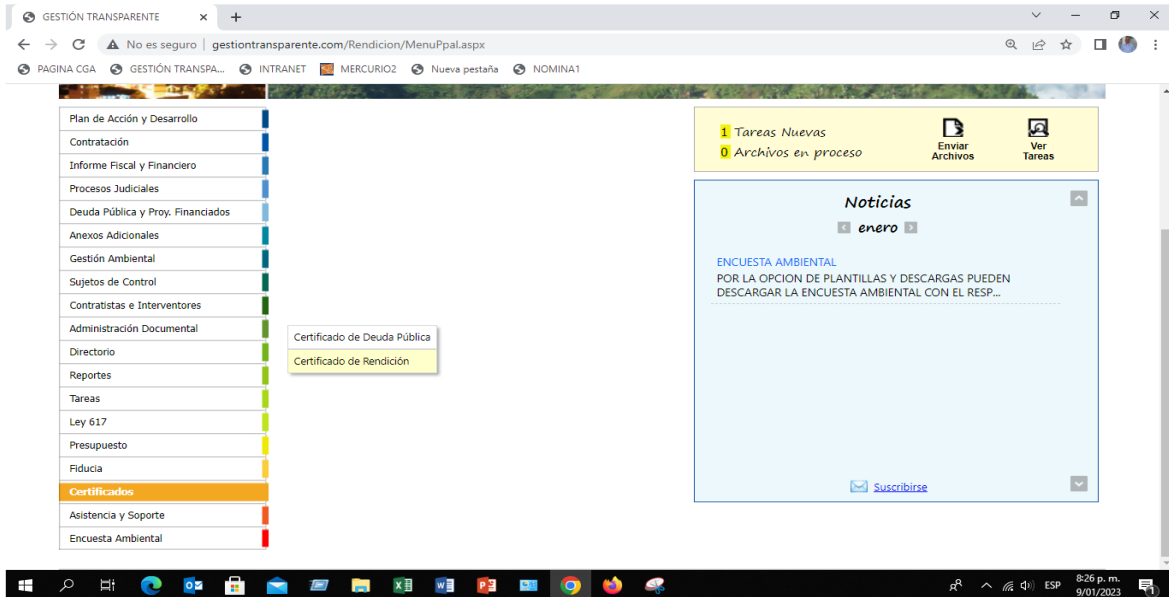 GESTIÓN TRANSPARENTE
No es seguro | gestiontransparente.com/Rendicion/MenuPpal.aspx
PAGINA CGA GESTIÓN TRANSPA... INTRANET MERCURIO2 Nueva pestaña NOMINA1
Plan de Acción y Desarrollo
Contratación
Informe Fiscal y Financiero
Procesos Judiciales
Deuda Pública y Proy. Financiados
Anexos Adicionales
Gestión Ambiental
Sujetos de Control
Contratistas e Interventores
Administración Documental
Directorio
Reportes
Tareas
Ley 617
Presupuesto
Fiducia
Certificados
Asistencia y Soporte
Encuesta Ambiental
Certificado de Deuda Pública
Certificado de Rendición
1 Tareas Nuevas
0 Archivos en proceso
Enviar
Archivos
Ver
Tareas
Noticias
enero
ENCUESTA AMBIENTAL
POR LA OPCION DE PLANTILLAS Y DESCARGAS PUEDEN
DESCARGAR LA ENCUESTA AMBIENTAL CON EL RESP...
Suscribirse
ESP
8:26 p. m.
9/01/2023